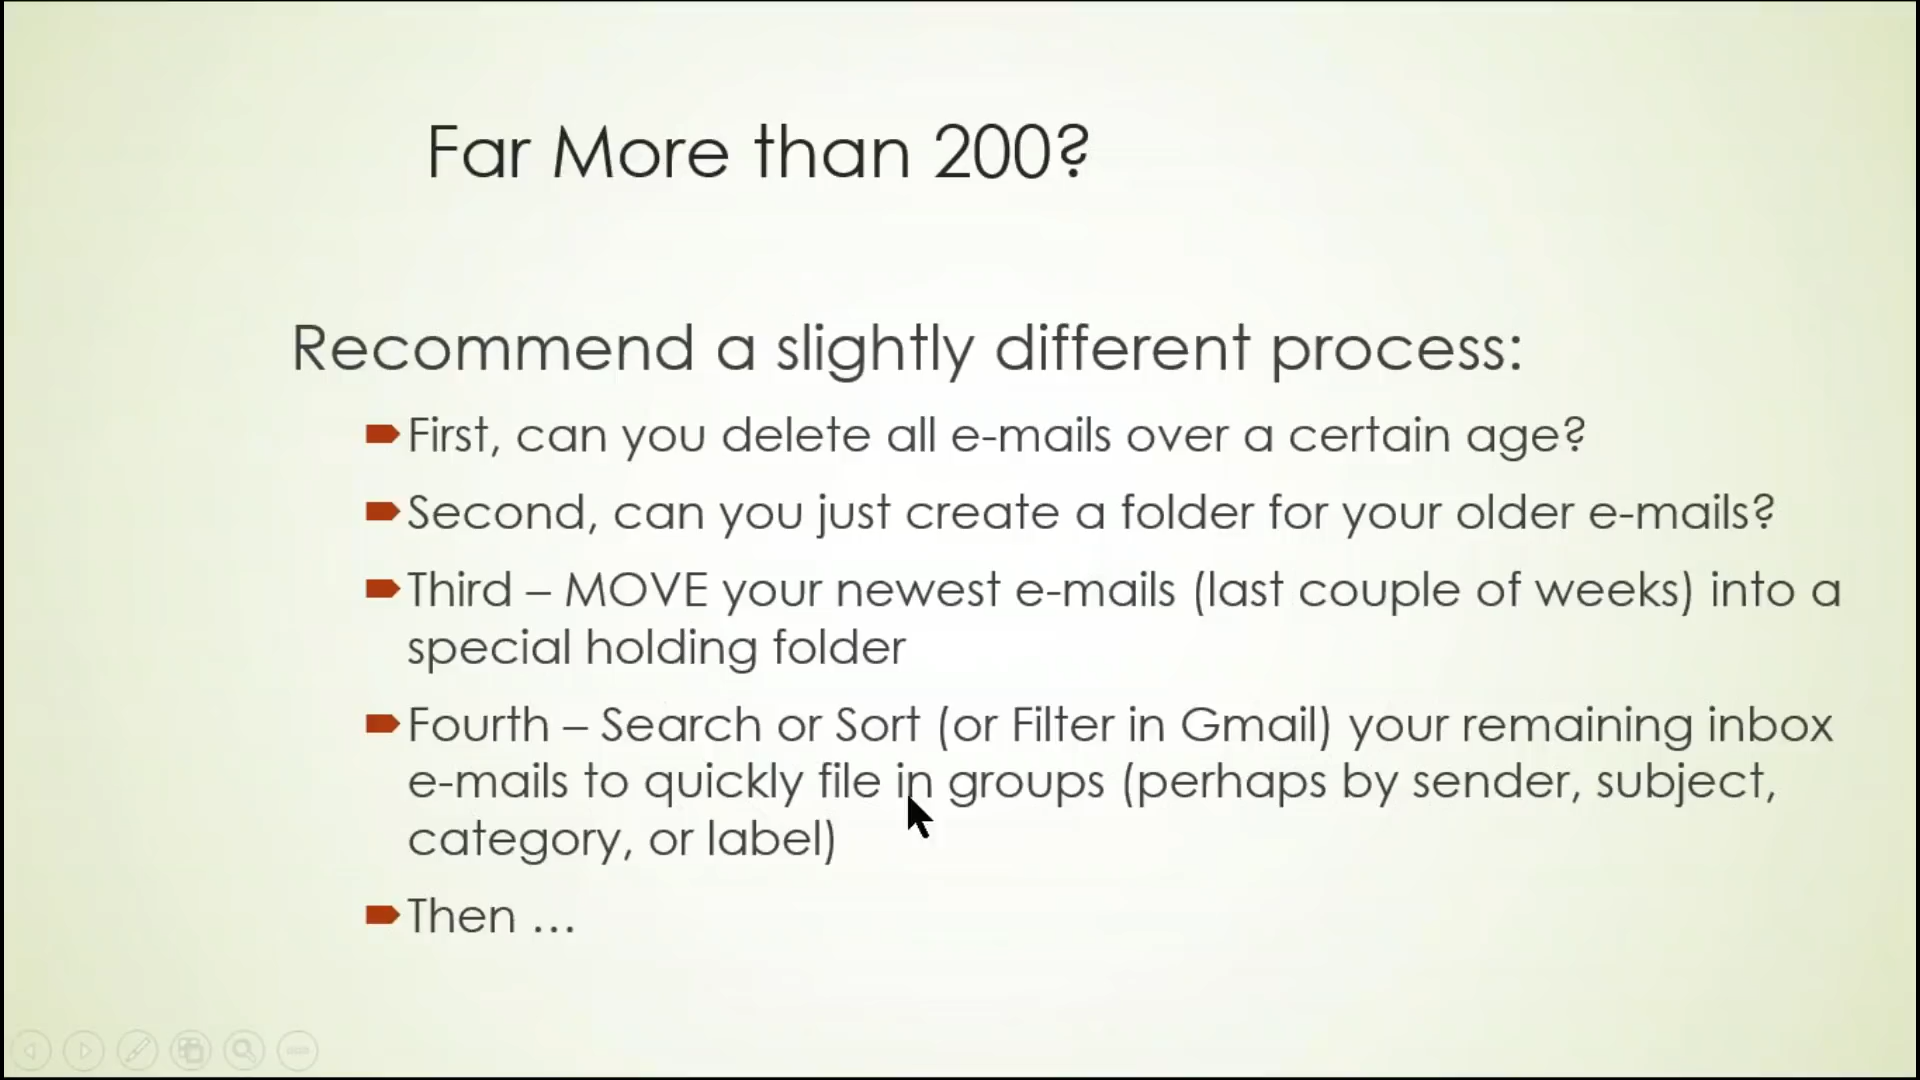 Far More than 200?
Recommend a slightly different process:
First, can you delete all e-mails over a certain age?
Second, can you just create a folder for your older e-mails?
Third – MOVE your newest e-mails (last couple of weeks) into a
special holding folder
Fourth – Search or Sort (or Filter in Gmail) your remaining inbox
e-mails to quickly file in groups (perhaps by sender, subject,
category, or label)
Then …